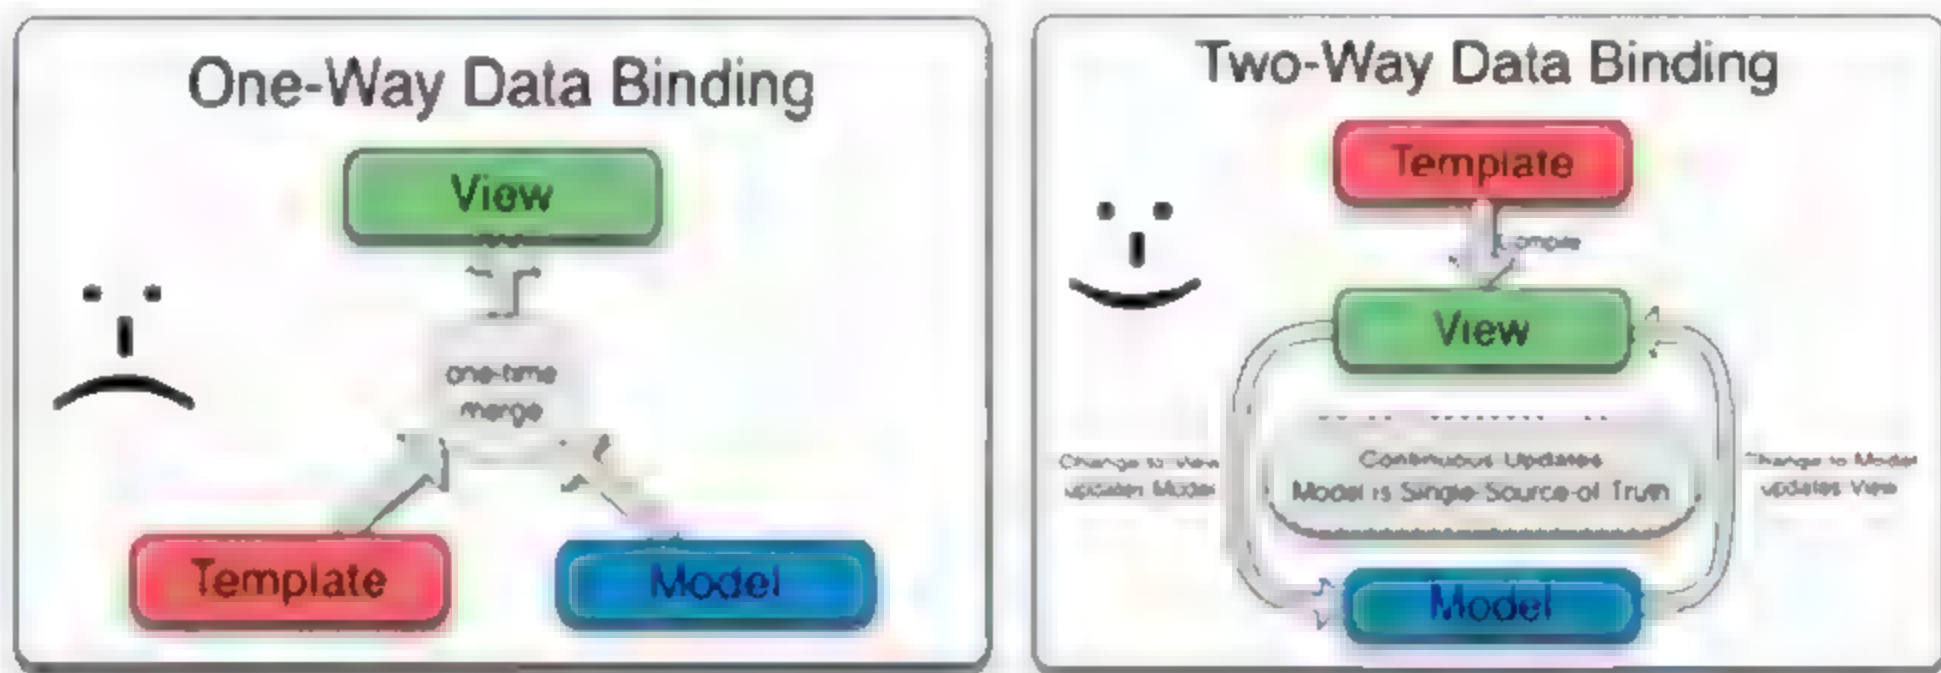 One-Way Data Binding
View
one-time
merge
Template
Model
Two-Way Data Binding
Template
Compile
View
Change to View
updates Model
Continuous Updates
Model is Single-Source-of Truth
Change to Model
updates View
Model